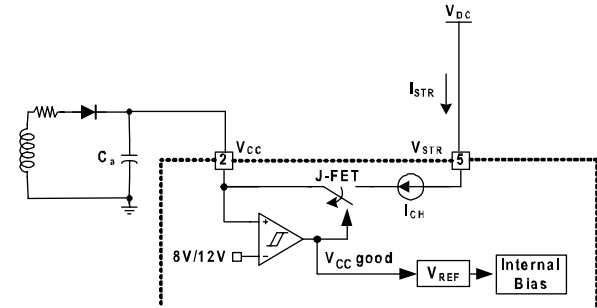 VDC
ISTR
Ca
2 VCC
VSTR 5
J-FET
ICH
8V/12V
+
−
VCC good
VREF
Internal
Bias